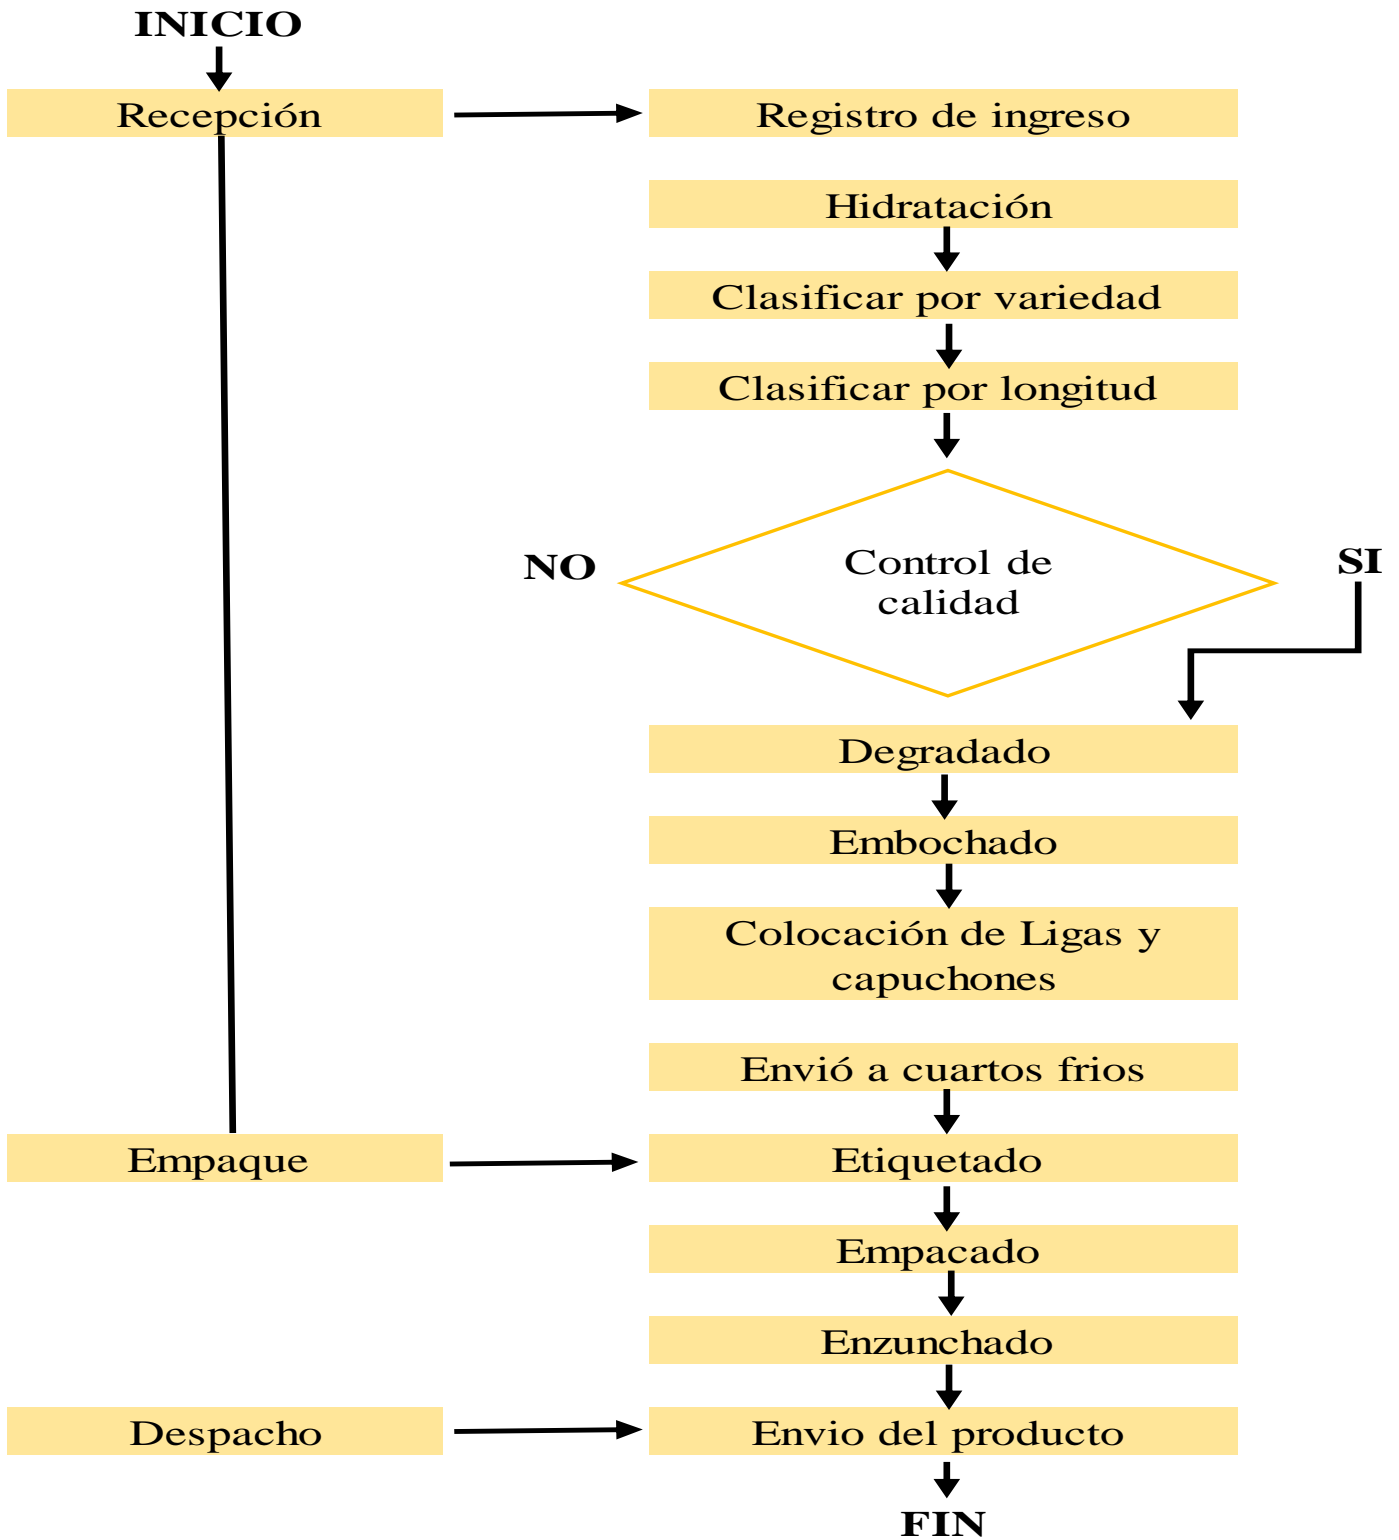 INICIO
Recepción
Registro de ingreso
Hidratación
Clasificar por variedad
Clasificar por longitud
NO
Control de
calidad
SI
Degradado
Embochado
Colocación de Ligas y
capuchones
Envió a cuartos frios
Empaque
Etiquetado
Empacado
Enzunchado
Despacho
Envio del producto
FIN